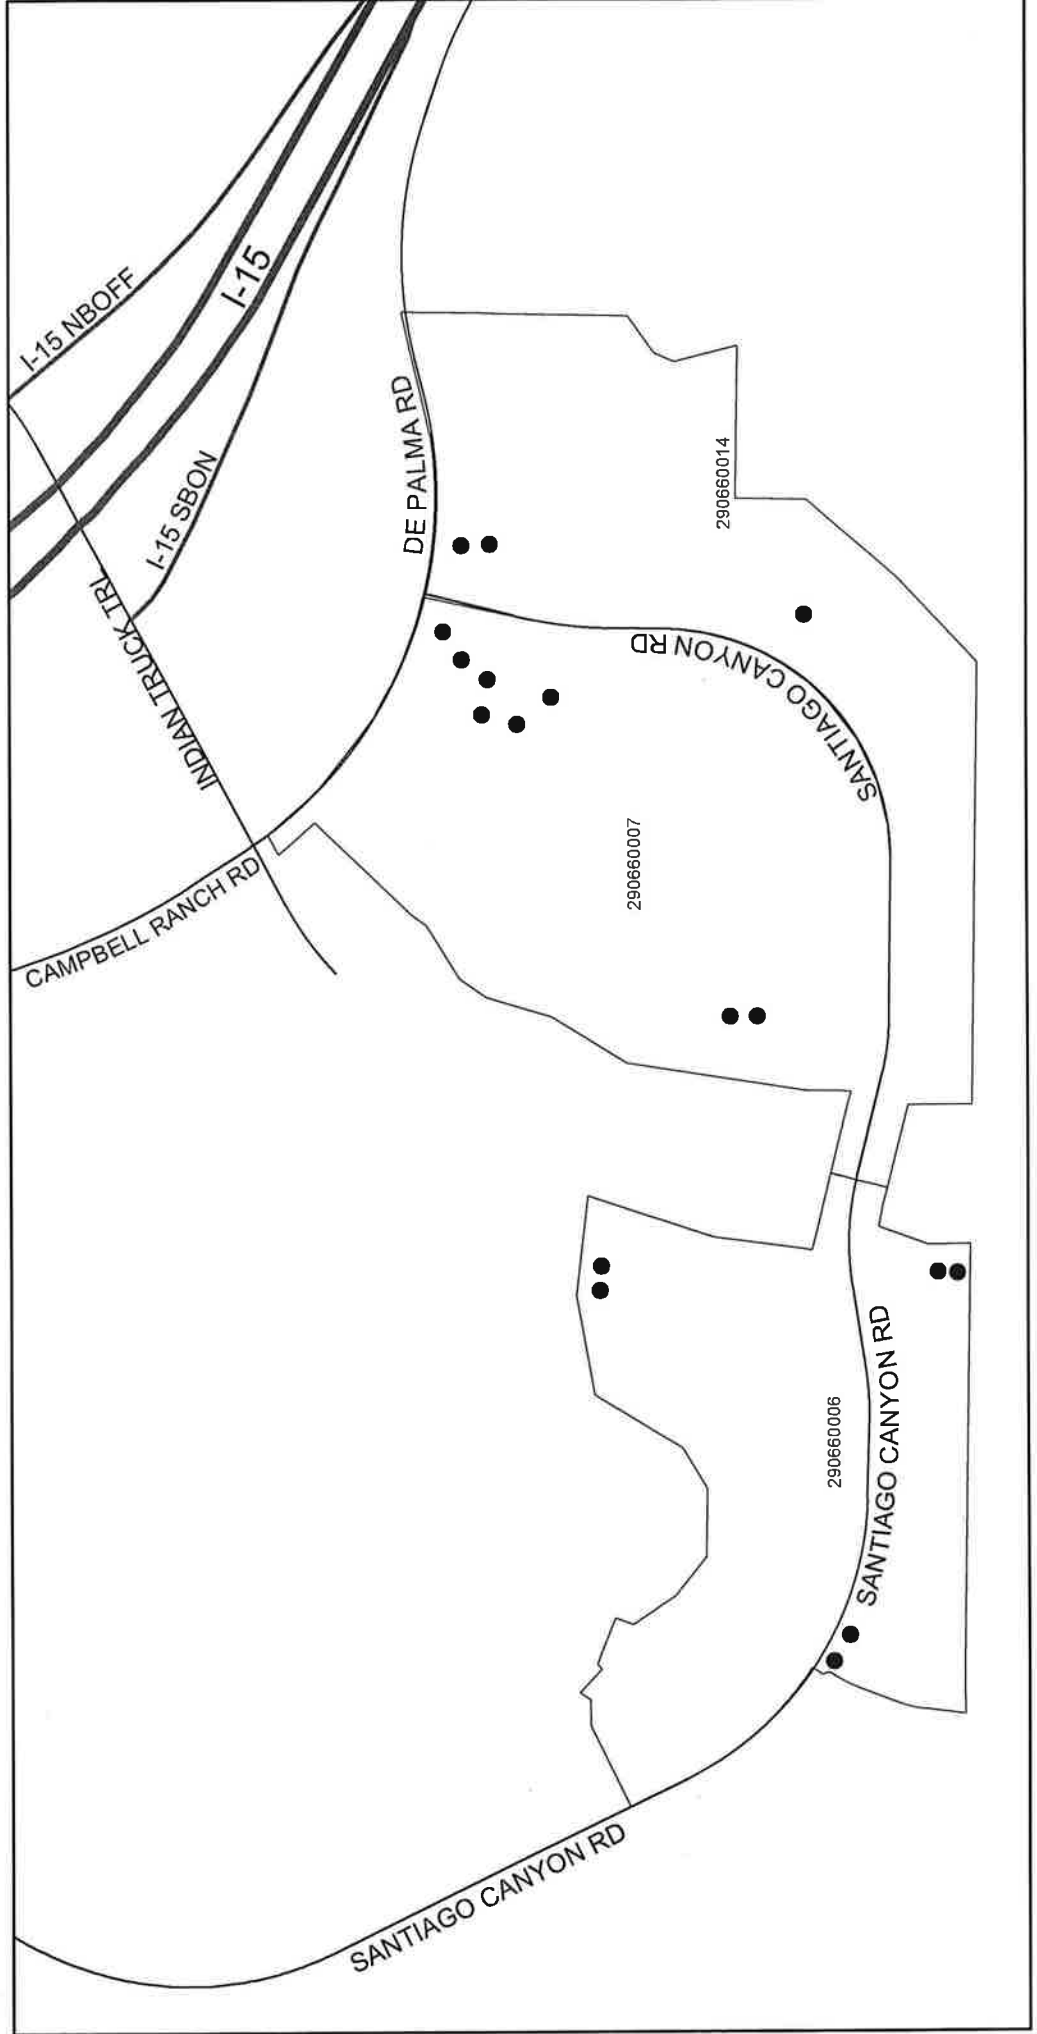 I-15 NBOFF
I-15
I-15 SBON
INDIAN TRUCK TRL
DE PALMA RD
290660014
SANTIAGO CANYON RD
CAMPBELL RANCH RD
290660007
290660006
SANTIAGO CANYON RD
SANTIAGO CANYON RD